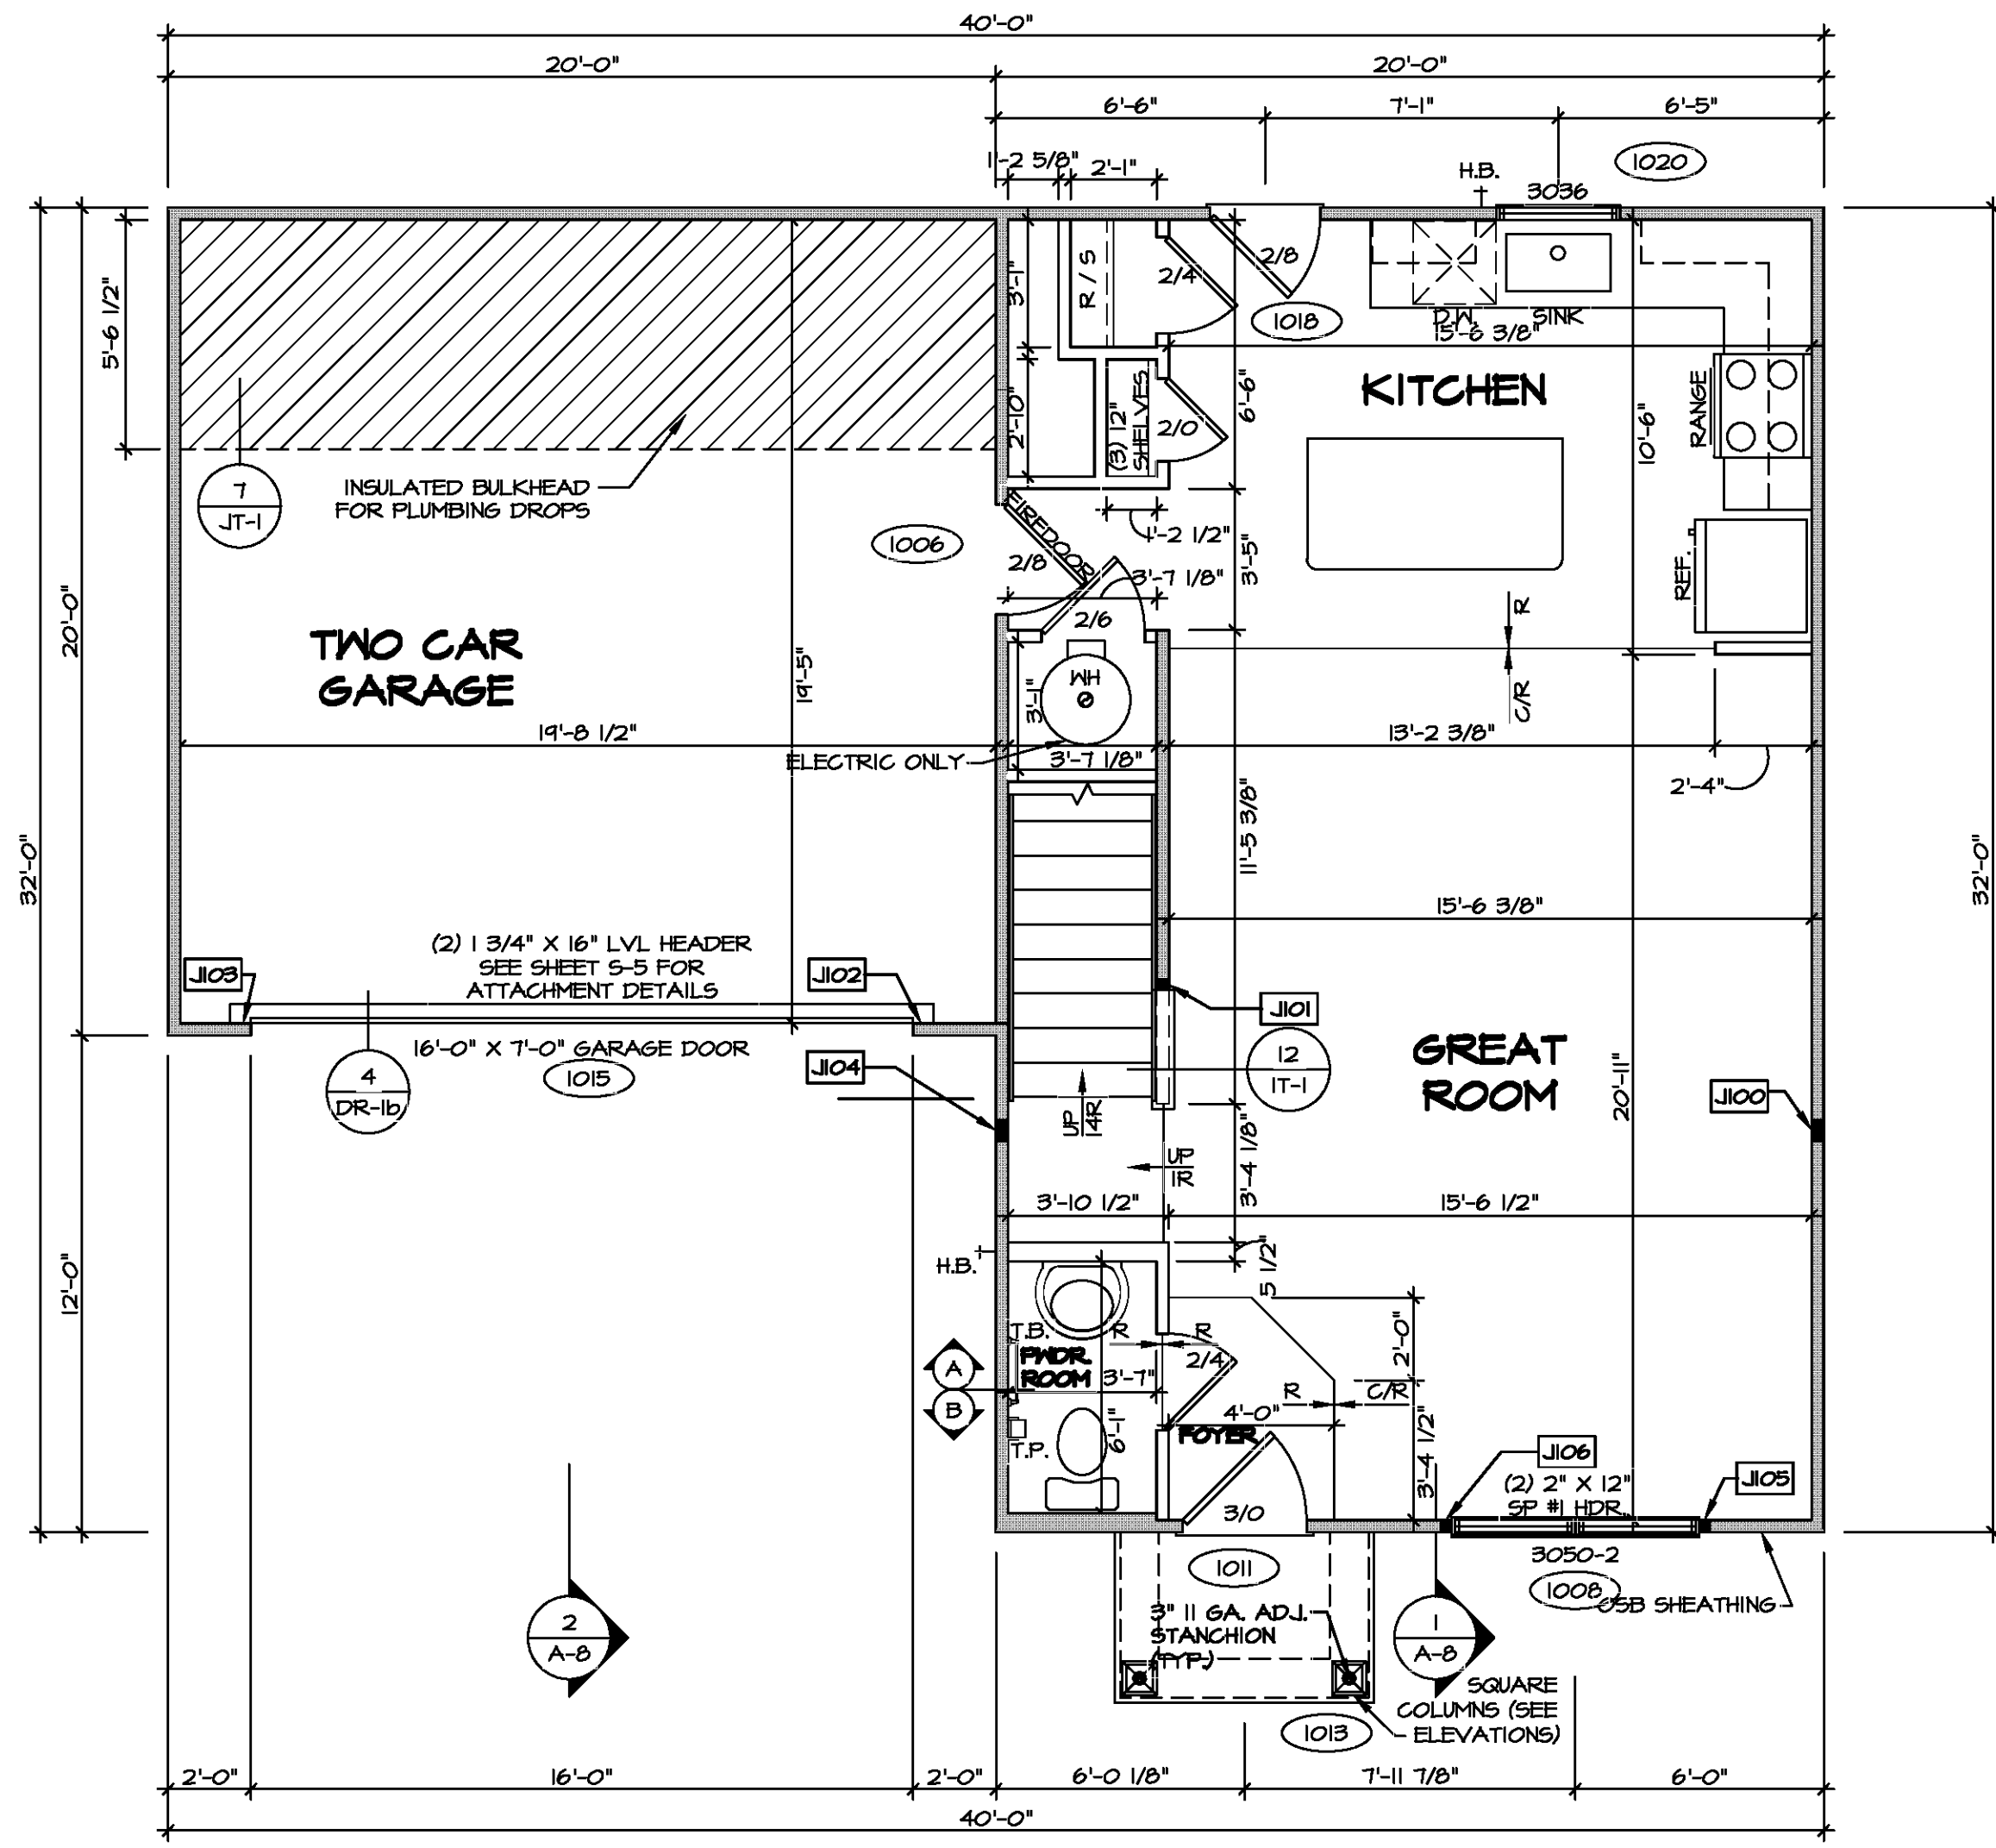 40'-0"
20'-0"
20'-0"
6'-6"
7'-1"
6'-5"
1'-2 5/8"
2'-1"
H.B.
1020
3036
5'-6 1/2"
3'-1"
R / S
2/4
2/8
1018
D.W.
SINK
15'-6 3/8"
KITCHEN
RANGE
2'-10"
(3) 12"
SHELVES
2/0
6'-6"
10'-6"
7
JT-1
INSULATED BULKHEAD
FOR PLUMBING DROPS
1006
FIREDOOR
2/8
1'-2 1/2"
3'-5"
3'-7 1/8"
2/6
REF.
R
C/R
20'-0"
TWO CAR
GARAGE
19'-5"
WH
3'-1"
19'-8 1/2"
ELECTRIC ONLY
3'-7 1/8"
13'-2 3/8"
2'-4"
32'-0"
32'-0"
11'-5 3/8"
15'-6 3/8"
(2) 1 3/4" X 16" LVL HEADER
SEE SHEET S-5 FOR
ATTACHMENT DETAILS
J103
J102
J101
16'-0" X 7'-0" GARAGE DOOR
1015
4
DR-1b
J104
12
1T-1
GREAT
ROOM
20'-11"
J100
UP
14R
UP
1R
3'-4 1/8"
3'-10 1/2"
15'-6 1/2"
12'-0"
H.B.
5 1/2"
T.B.
R
R
PWDR.
ROOM
3'-7"
2/4
2'-0"
A
B
R
C/R
4'-0"
FOYER
T.P.
6'-1"
3'-4 1/2"
3/0
J106
J105
(2) 2" X 12"
SP #1 HDR.
1011
3050-2
1008
OSB SHEATHING
3" 11 GA. ADJ.
STANCHION
(TYP.)
2
A-8
1
A-8
SQUARE
COLUMNS (SEE
ELEVATIONS)
1013
2'-0"
16'-0"
2'-0"
6'-0 1/8"
7'-11 7/8"
6'-0"
40'-0"